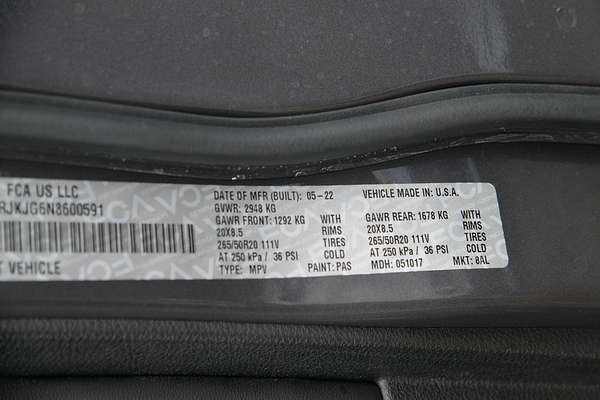 FCA US LLC
RJKJG6N8600591
T VEHICLE
DATE OF MFR (BUILT): 05-22 VEHICLE MADE IN U.S.A.
GVWR: 2948 KG
GAWR FRONT: 1292 KG WITH GAWR REAR: 1678 KG WITH
20X8.5 RIMS 20X8.5 RIMS
265/50R20 111V TIRES 265/50R20 111V TIRES
AT 250 kPa / 36 PSI COLD AT 250 kPa / 36 PSI COLD
TYPE: MPV PAINT: PAS MDH: 051017 MKT: 8AL